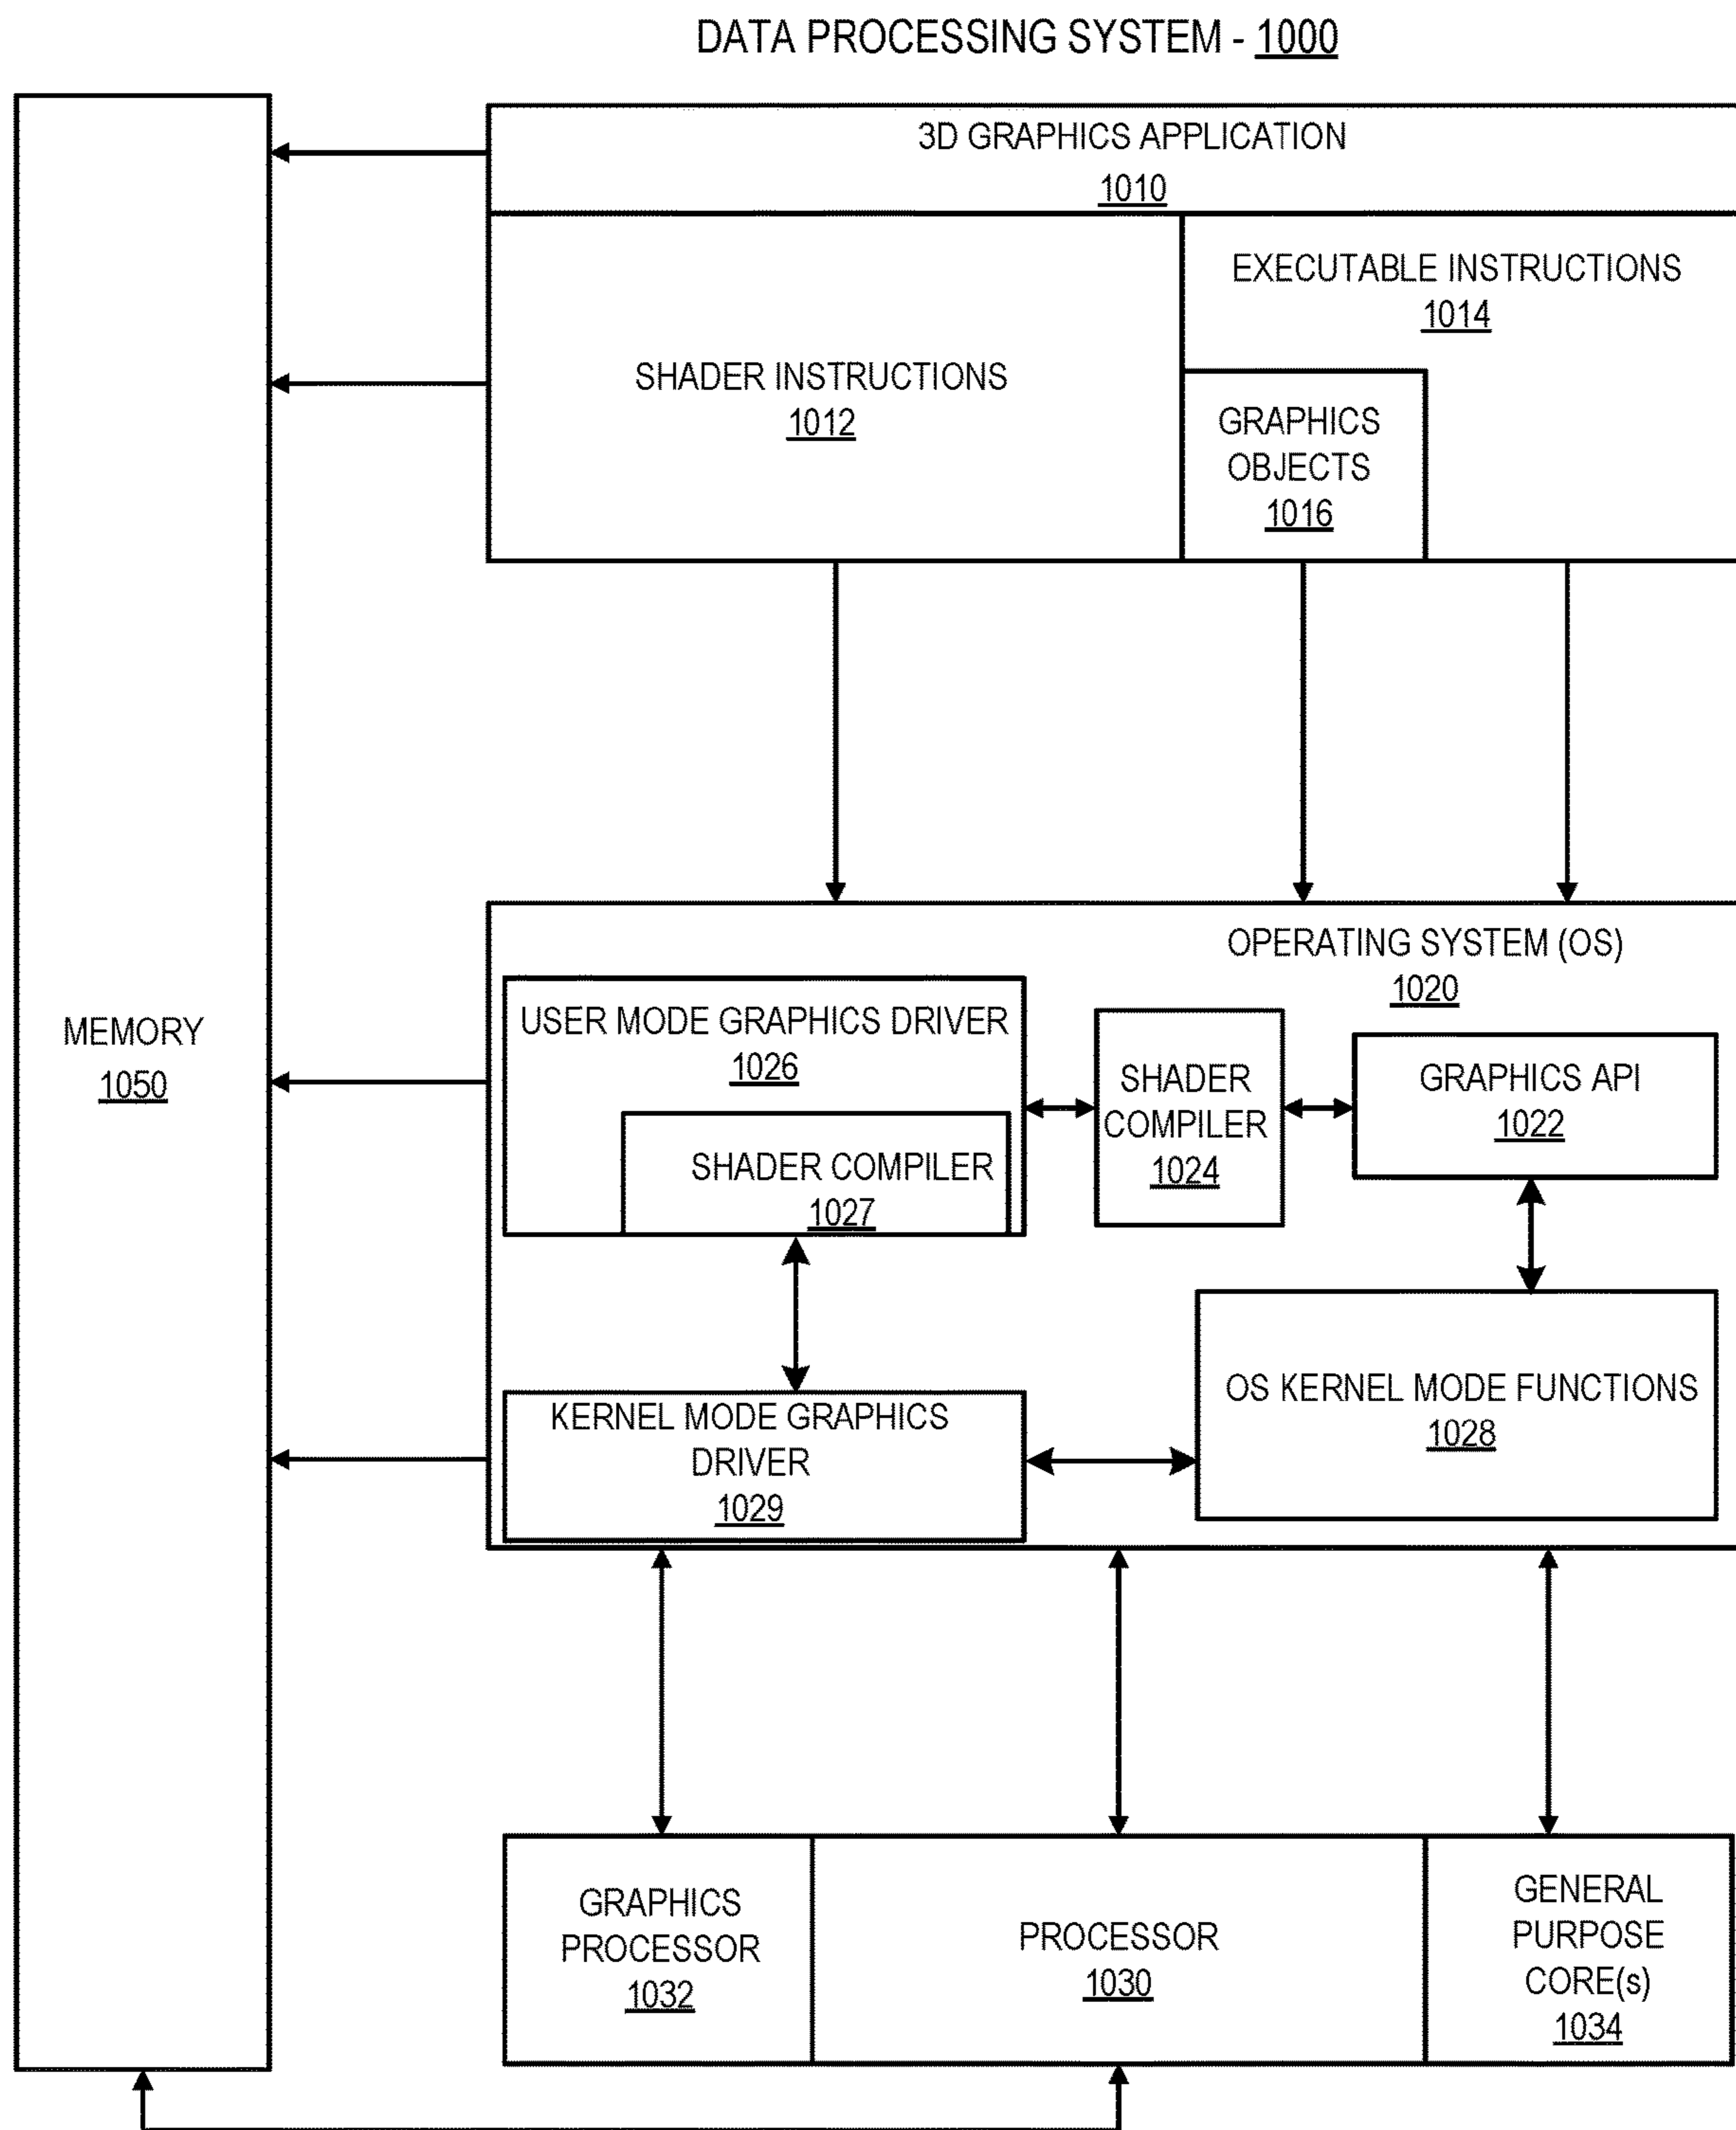 DATA PROCESSING SYSTEM - 1000
3D GRAPHICS APPLICATION
1010
SHADER INSTRUCTIONS
1012
EXECUTABLE INSTRUCTIONS
1014
GRAPHICS
OBJECTS
1016
MEMORY
1050
OPERATING SYSTEM (OS)
1020
USER MODE GRAPHICS DRIVER
1026
SHADER COMPILER
1027
SHADER
COMPILER
1024
GRAPHICS API
1022
KERNEL MODE GRAPHICS
DRIVER
1029
OS KERNEL MODE FUNCTIONS
1028
GRAPHICS
PROCESSOR
1032
PROCESSOR
1030
GENERAL
PURPOSE
CORE(s)
1034